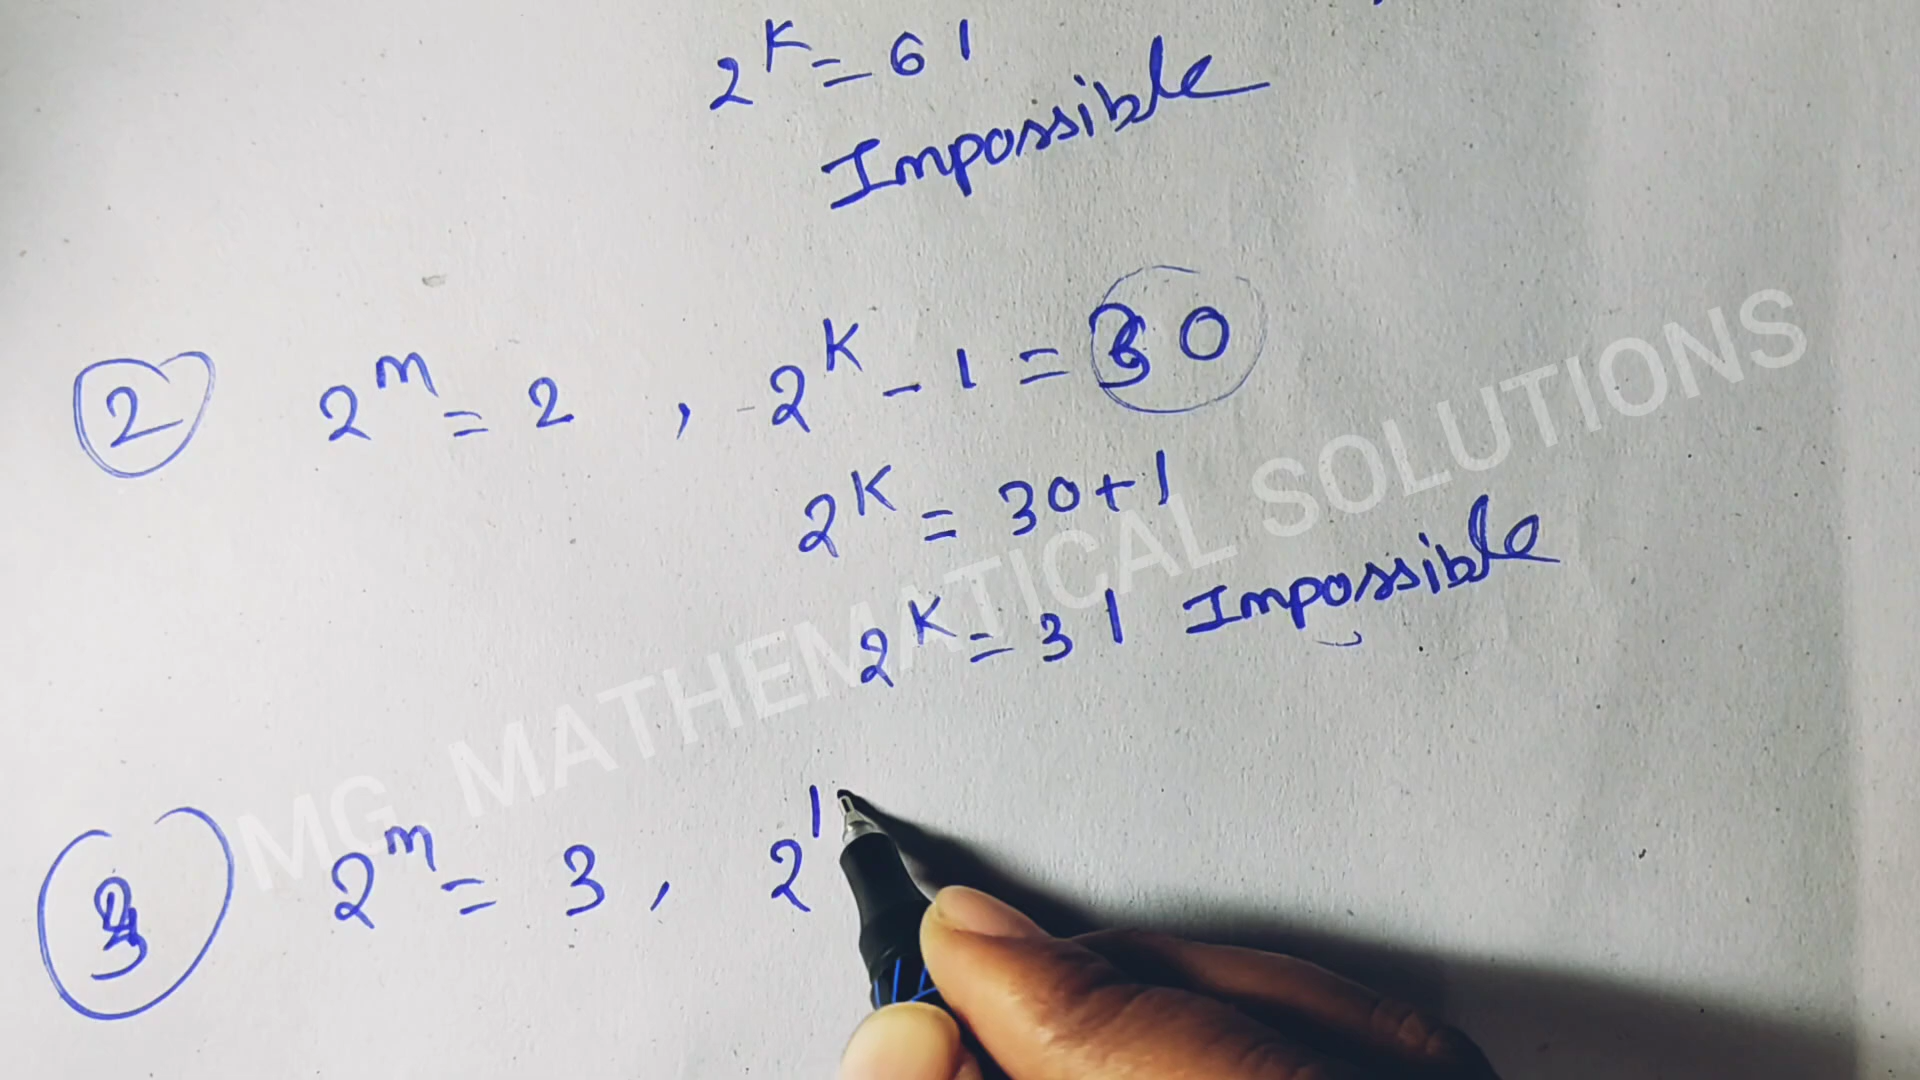 2^K = 61
Impossible
② 2^m = 2 , 2^K - 1 = 30
2^K = 30+1
2^K = 31 Impossible
MG. MATHEMATICAL SOLUTIONS
③ 2^m = 3 , 2